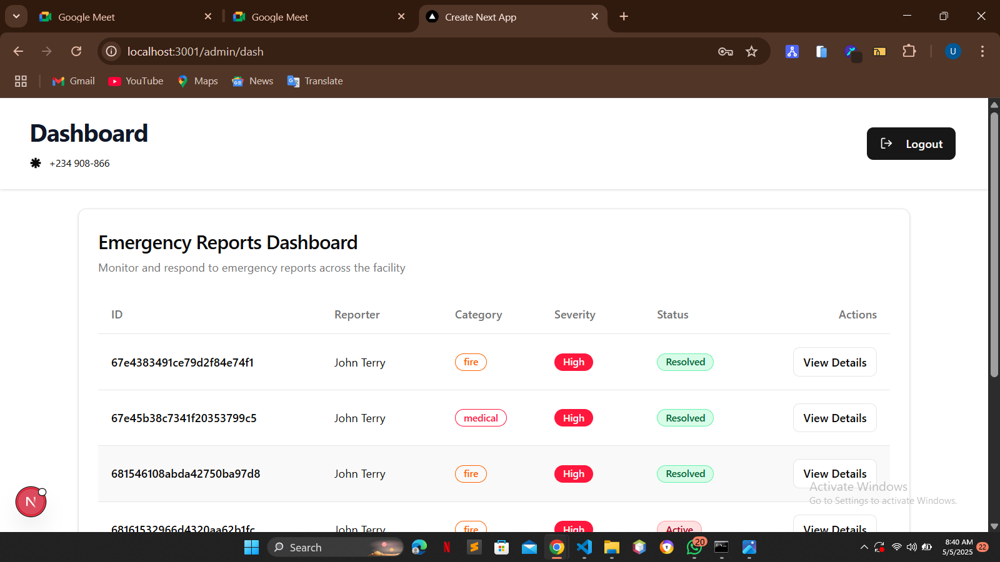 Google Meet
Google Meet
Create Next App
localhost:3001/admin/dash
U
Gmail
YouTube
Maps
News
Translate
Dashboard
+234 908-866
Logout
Emergency Reports Dashboard
Monitor and respond to emergency reports across the facility
ID Reporter Category Severity Status Actions
67e4383491ce79d2f84e74f1 John Terry fire High Resolved View Details
67e45b38c7341f20353799c5 John Terry medical High Resolved View Details
681546108abda42750ba97d8 John Terry fire High Resolved View Details
Activate Windows
Go to Settings to activate Windows.
N
68161532966d4320aa62b1fc John Terry fire High Active View Details
Search
20
8:40 AM
5/5/2025
22